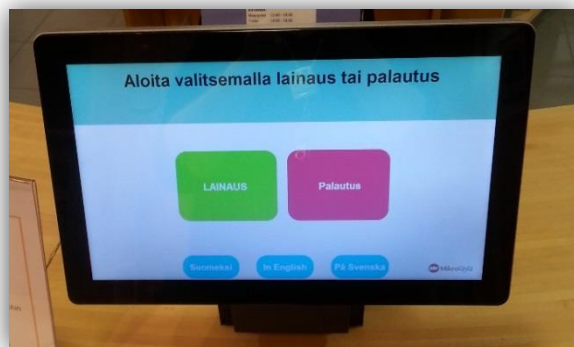 Aloita valitsemalla lainaus tai palautus
LAINAUS
Palautus
Suomeksi
In English
På Svenska